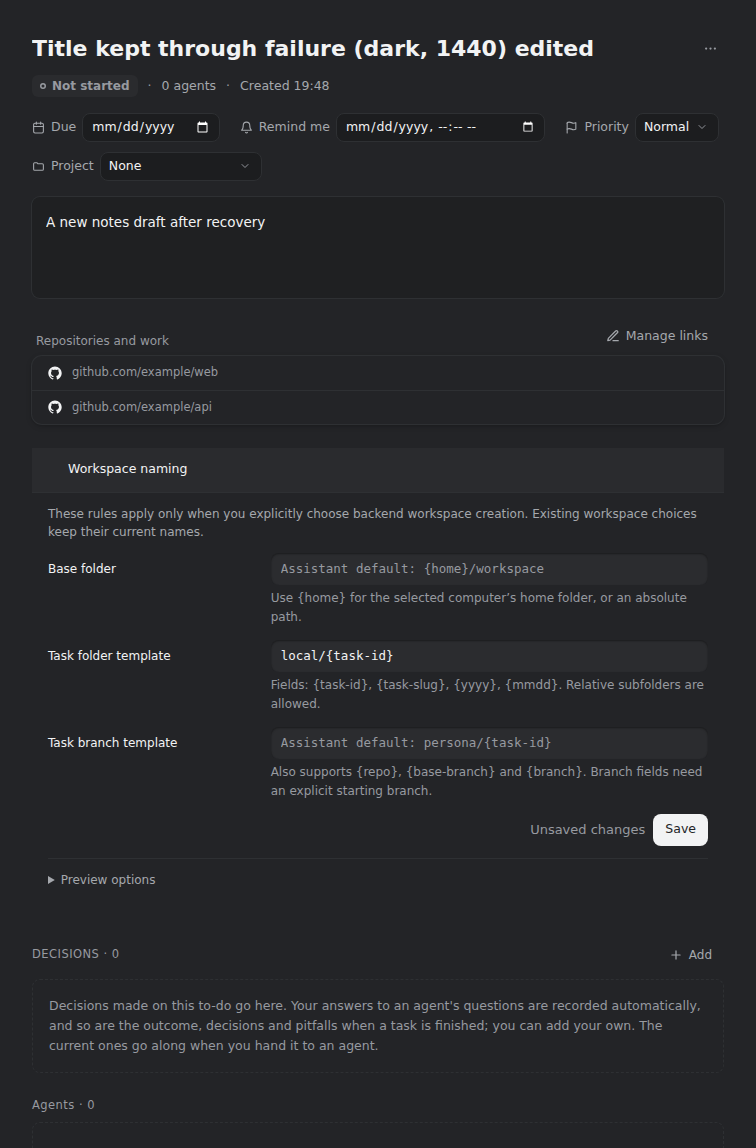 Title kept through failure (dark, 1440) edited
Not started · 0 agents · Created 19:48
Due mm/dd/yyyy Remind me mm/dd/yyyy, --:-- -- Priority Normal
Project None
A new notes draft after recovery
Repositories and work Manage links
github.com/example/web
github.com/example/api
Workspace naming
These rules apply only when you explicitly choose backend workspace creation. Existing workspace choices
keep their current names.
Base folder Assistant default: {home}/workspace
Use {home} for the selected computer’s home folder, or an absolute
path.
Task folder template local/{task-id}
Fields: {task-id}, {task-slug}, {yyyy}, {mmdd}. Relative subfolders are
allowed.
Task branch template Assistant default: persona/{task-id}
Also supports {repo}, {base-branch} and {branch}. Branch fields need
an explicit starting branch.
Unsaved changes Save
Preview options
DECISIONS · 0 Add
Decisions made on this to-do go here. Your answers to an agent's questions are recorded automatically,
and so are the outcome, decisions and pitfalls when a task is finished; you can add your own. The
current ones go along when you hand it to an agent.
Agents · 0